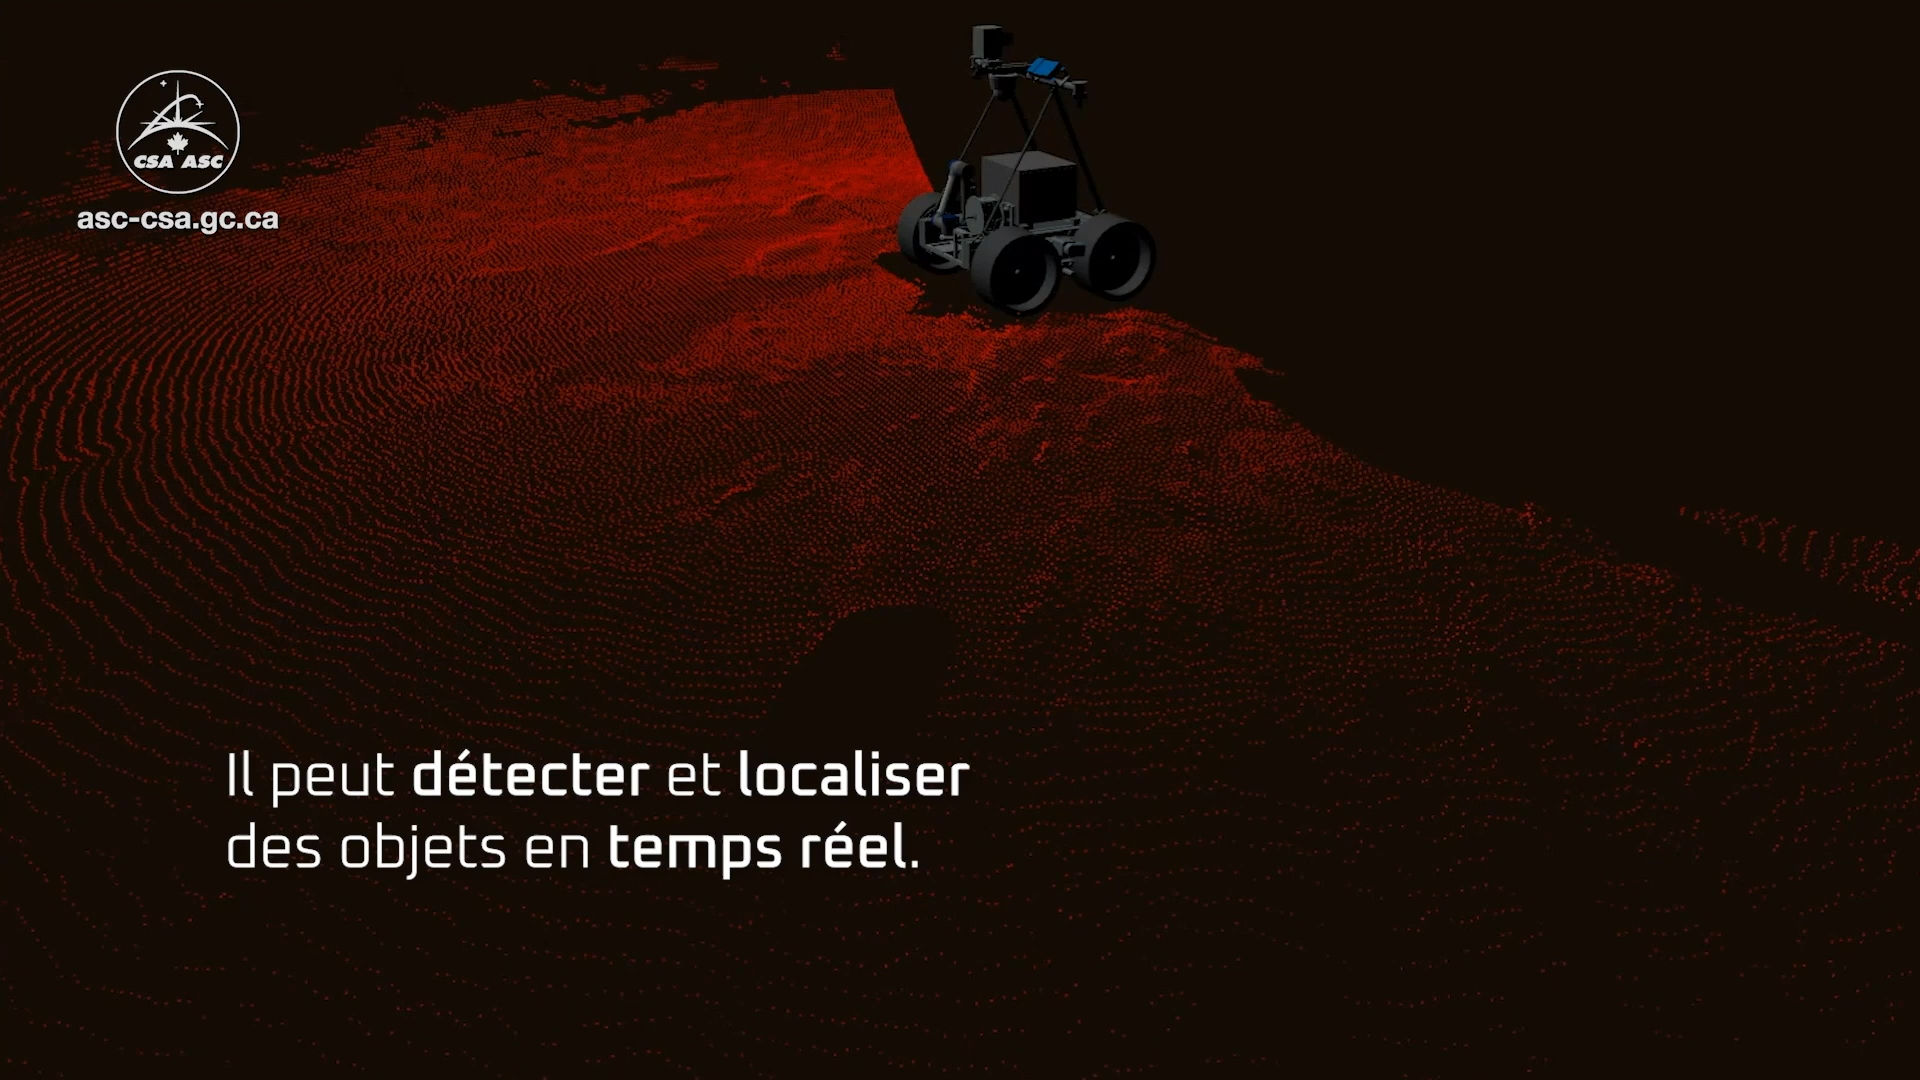 CSA ASC
asc-csa.gc.ca
Il peut détecter et localiser
des objets en temps réel.